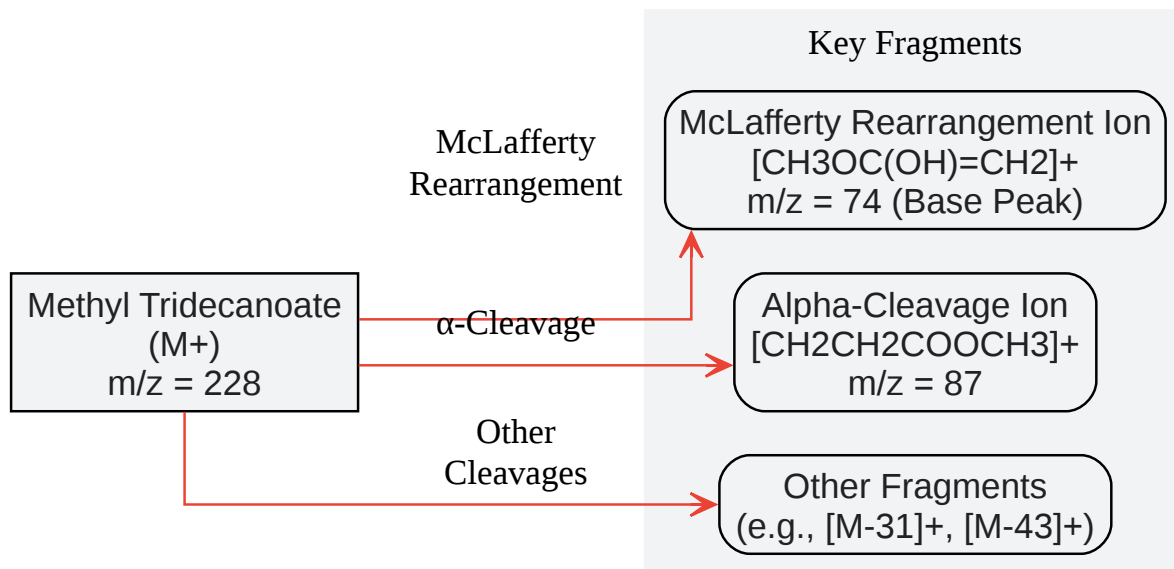 Key Fragments
McLafferty Rearrangement Ion
[CH3OC(OH)=CH2]+
m/z = 74 (Base Peak)
McLafferty
Rearrangement
Methyl Tridecanoate
(M+)
m/z = 228
α-Cleavage
Alpha-Cleavage Ion
[CH2CH2COOCH3]+
m/z = 87
Other
Cleavages
Other Fragments
(e.g., [M-31]+, [M-43]+)